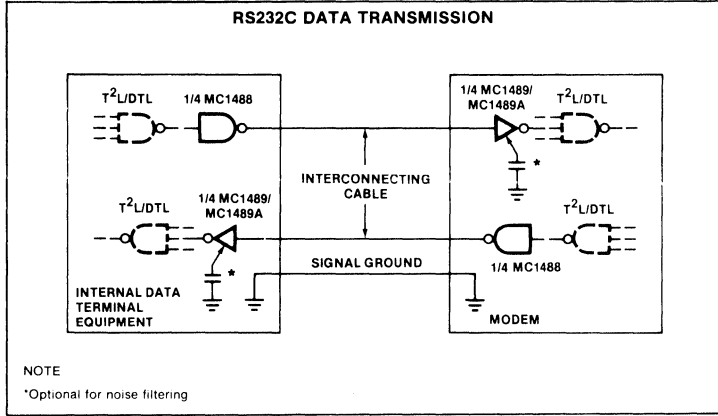 RS232C DATA TRANSMISSION
T²L/DTL
1/4 MC1488
1/4 MC1489/
MC1489A
T²L/DTL
*
INTERCONNECTING
CABLE
T²L/DTL
1/4 MC1489/
MC1489A
*
T²L/DTL
1/4 MC1488
SIGNAL GROUND
INTERNAL DATA
TERMINAL
EQUIPMENT
MODEM
NOTE
*Optional for noise filtering